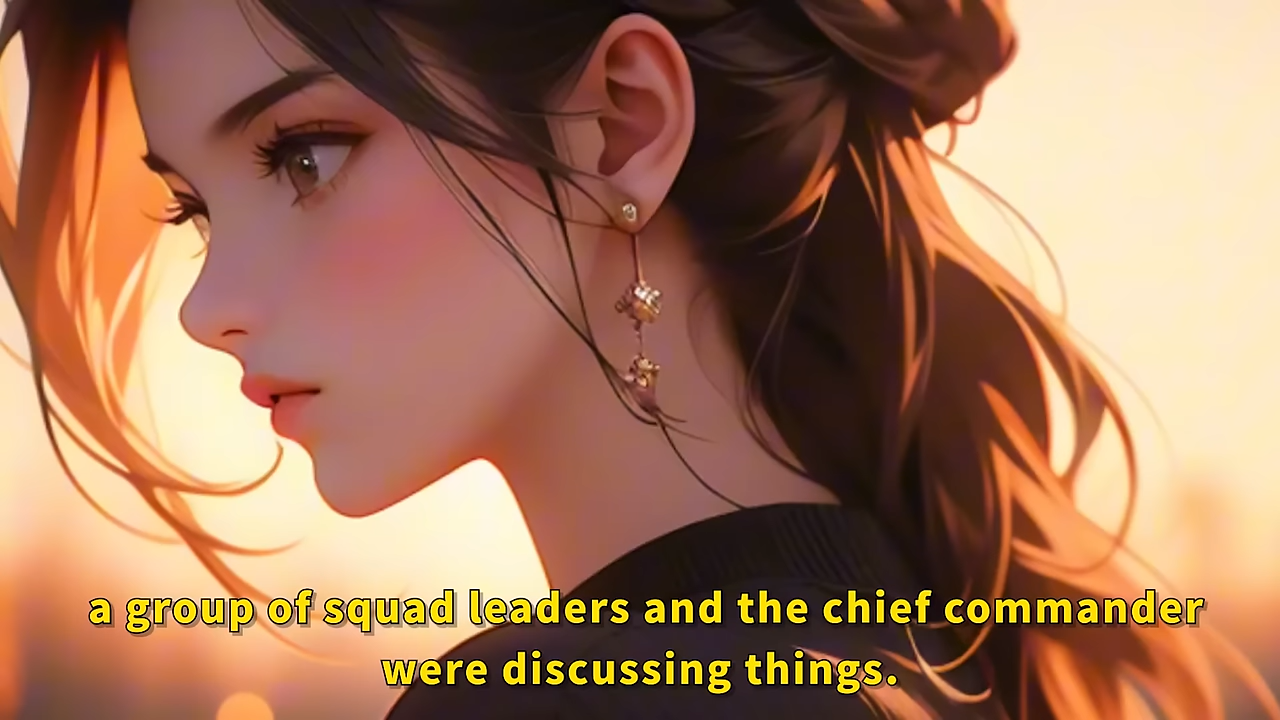 a group of squad leaders and the chief commander
were discussing things.